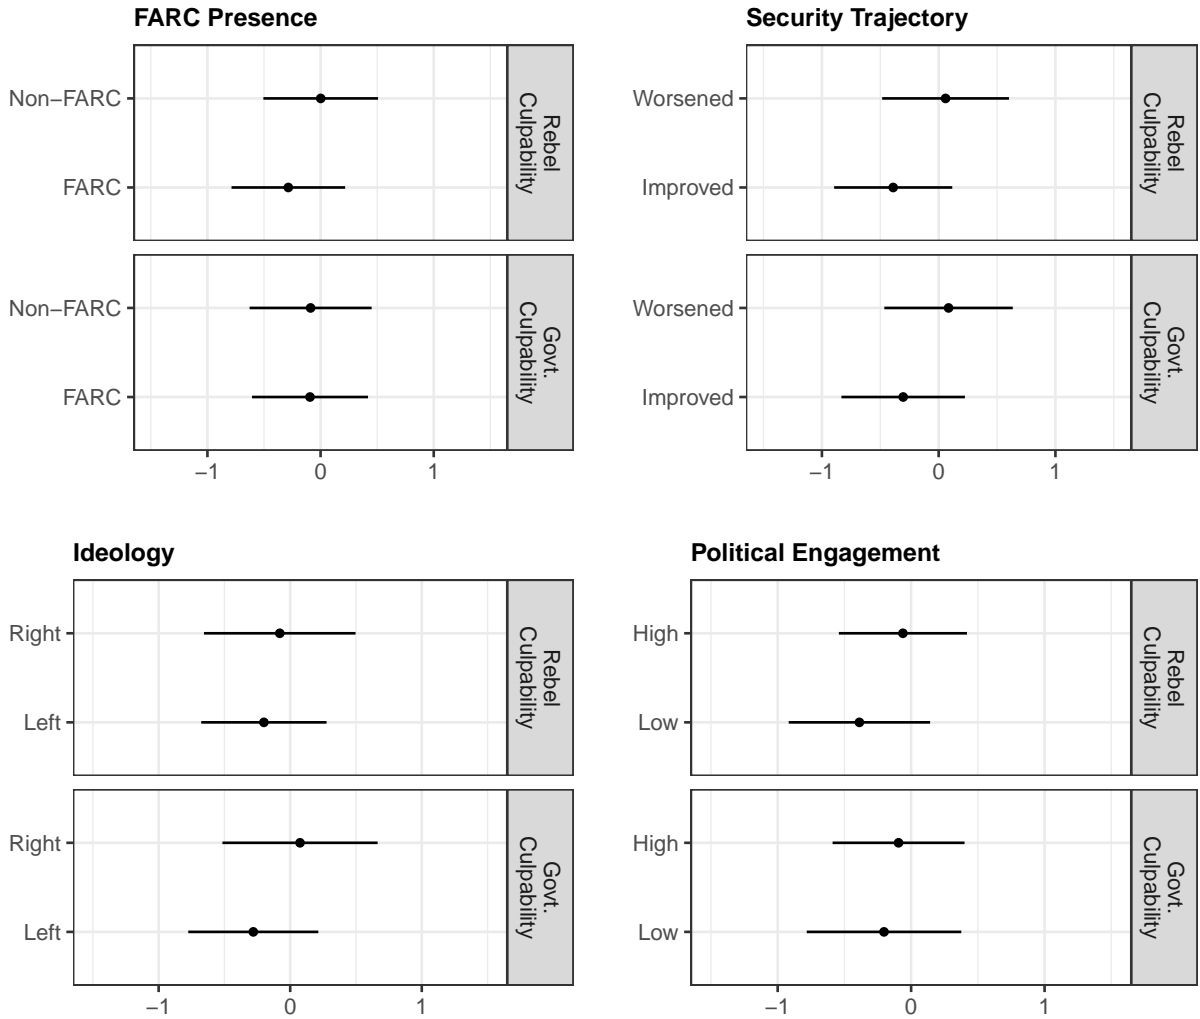 FARC Presence
Non−FARC
FARC
Rebel
Culpability
Non−FARC
FARC
Govt.
Culpability
−1 0 1
Security Trajectory
Worsened
Improved
Rebel
Culpability
Worsened
Improved
Govt.
Culpability
−1 0 1
Ideology
Right
Left
Rebel
Culpability
Right
Left
Govt.
Culpability
−1 0 1
Political Engagement
High
Low
Rebel
Culpability
High
Low
Govt.
Culpability
−1 0 1